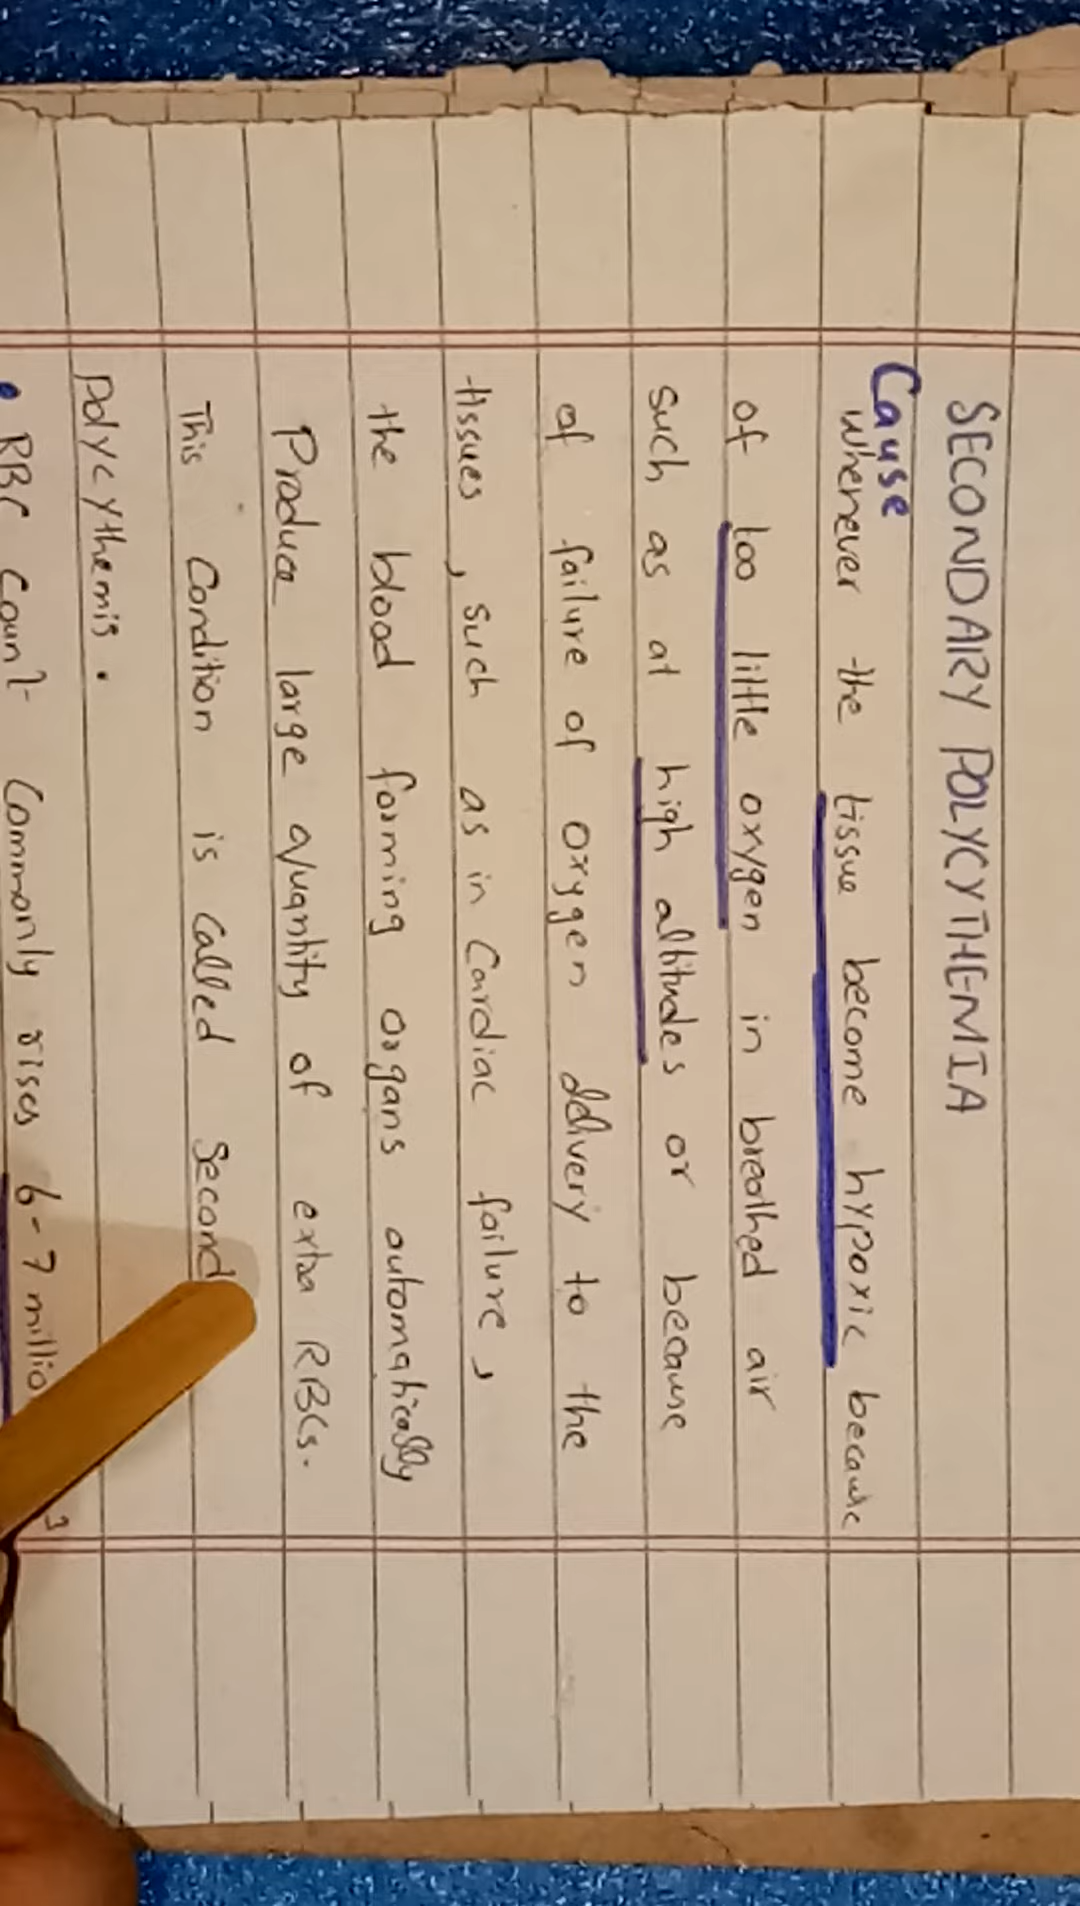 SECONDARY POLYCYTHEMIA
Cause
whenever the tissue become hypoxic because
of too little oxygen in breathed air
such as at high altitudes or because
of failure of oxygen delivery to the
tissues, such as in Cardiac failure,
the blood forming organs automatically
Produce large quantity of extra RBCs.
This Condition is Called Second
polycythemis.
• RBC count Commonly rises 6-7 millio